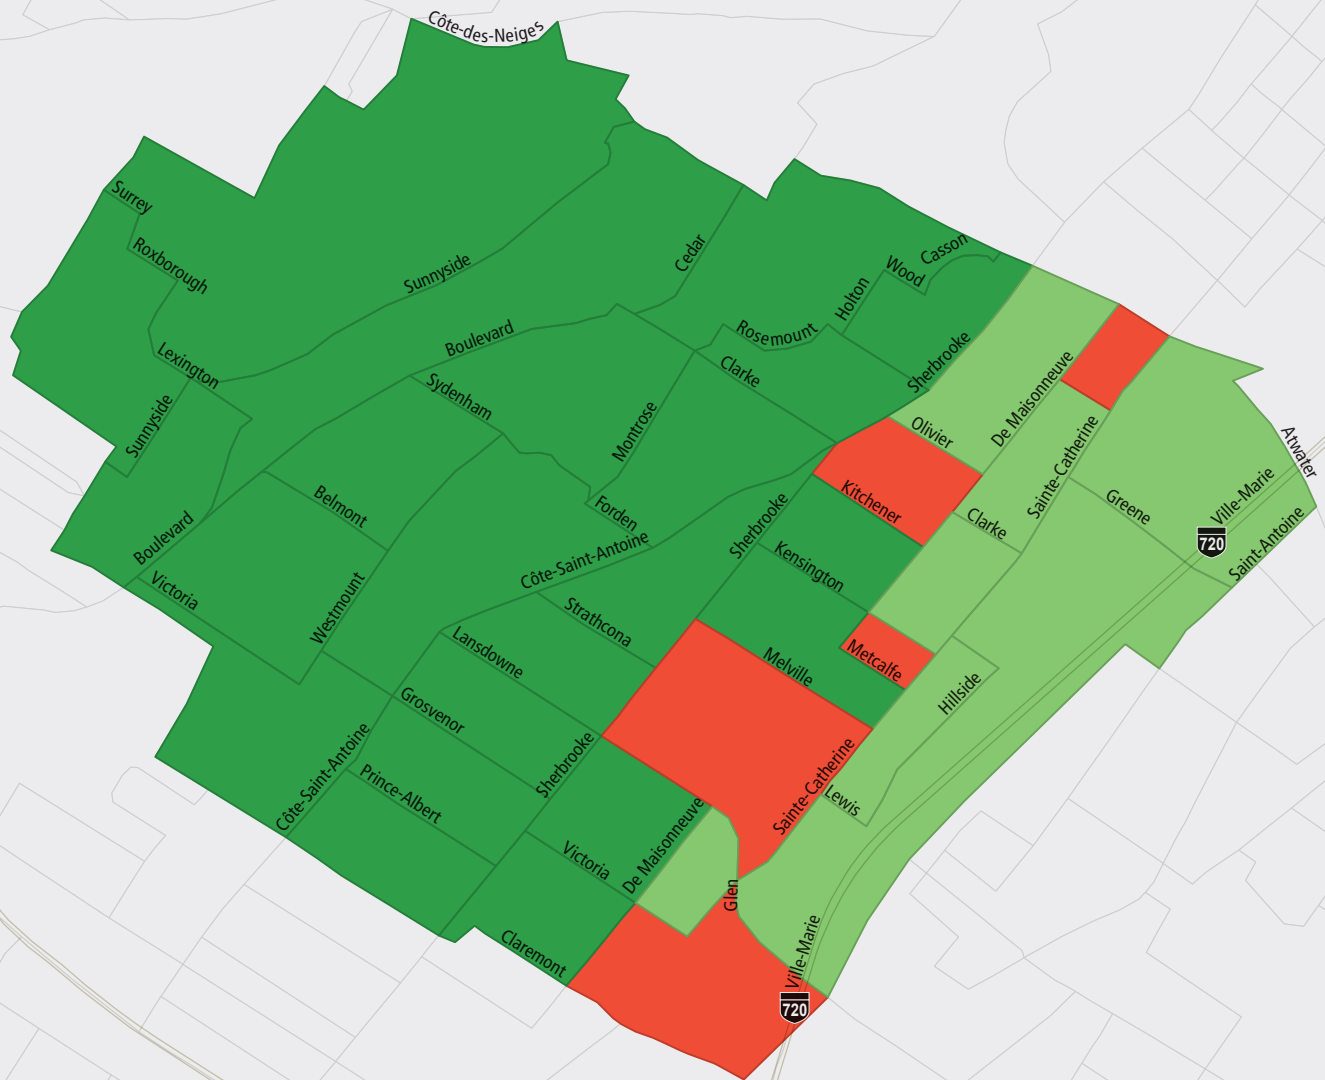 Côte-des-Neiges
Surrey
Roxborough
Sunnyside
Cedar
Casson
Wood
Holton
Rosemount
Boulevard
Sherbrooke
Lexington
Clarke
De Maisonneuve
Sydenham
Sunnyside
Montrose
Olivier
Sainte-Catherine
Atwater
Kitchener
Greene
Ville-Marie
Belmont
Forden
Sherbrooke
Clarke
720
Saint-Antoine
Boulevard
Côte-Saint-Antoine
Kensington
Victoria
Westmount
Strathcona
Lansdowne
Melville
Metcalfe
Hillside
Grosvenor
Côte-Saint-Antoine
Sherbrooke
Prince-Albert
Sainte-Catherine
Lewis
De Maisonneuve
Victoria
Glen
Claremont
Ville-Marie
720